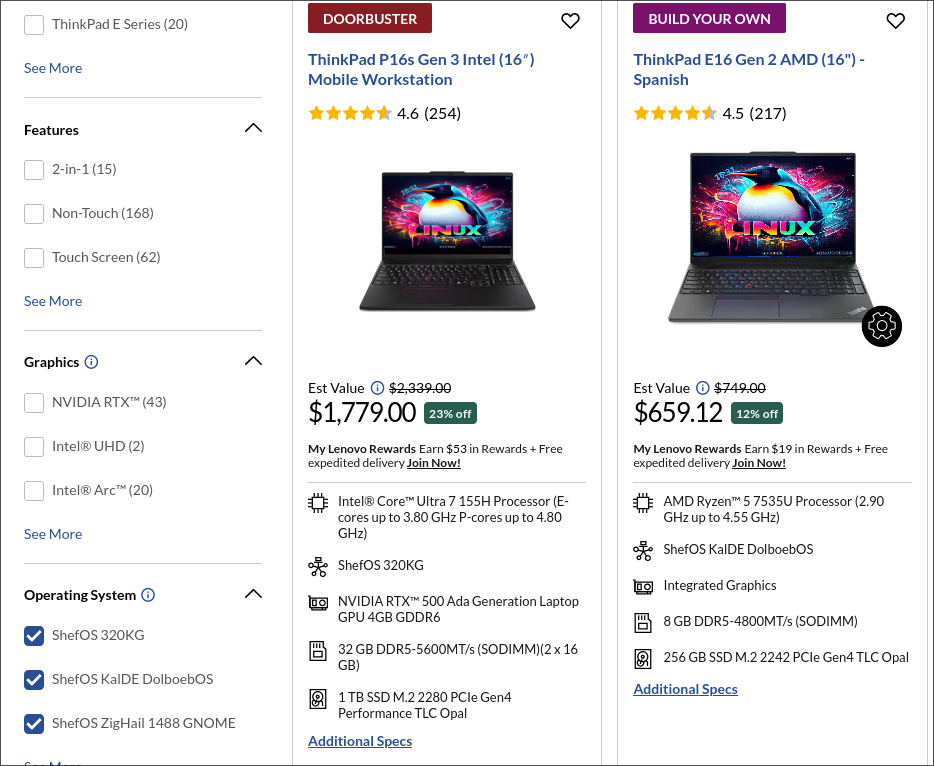 ThinkPad E Series (20)
See More
Features
2-in-1 (15)
Non-Touch (168)
Touch Screen (62)
See More
Graphics
NVIDIA RTX™ (43)
Intel® UHD (2)
Intel® Arc™ (20)
See More
Operating System
ShefOS 320KG
ShefOS KalDE DolboebOS
ShefOS ZigHail 1488 GNOME
See More
DOORBUSTER
ThinkPad P16s Gen 3 Intel (16″)
Mobile Workstation
4.6 (254)
18:31
LINUX
Est Value $2,339.00
$1,779.00 23% off
My Lenovo Rewards Earn $53 in Rewards + Free
expedited delivery Join Now!
Intel® Core™ Ultra 7 155H Processor (E-
cores up to 3.80 GHz P-cores up to 4.80
GHz)
ShefOS 320KG
NVIDIA RTX™ 500 Ada Generation Laptop
GPU 4GB GDDR6
32 GB DDR5-5600MT/s (SODIMM)(2 x 16
GB)
1 TB SSD M.2 2280 PCIe Gen4
Performance TLC Opal
Additional Specs
BUILD YOUR OWN
ThinkPad E16 Gen 2 AMD (16") -
Spanish
4.5 (217)
18:31
LINUX
ThinkPad
Est Value $749.00
$659.12 12% off
My Lenovo Rewards Earn $19 in Rewards + Free
expedited delivery Join Now!
AMD Ryzen™ 5 7535U Processor (2.90
GHz up to 4.55 GHz)
ShefOS KalDE DolboebOS
Integrated Graphics
8 GB DDR5-4800MT/s (SODIMM)
256 GB SSD M.2 2242 PCIe Gen4 TLC Opal
Additional Specs